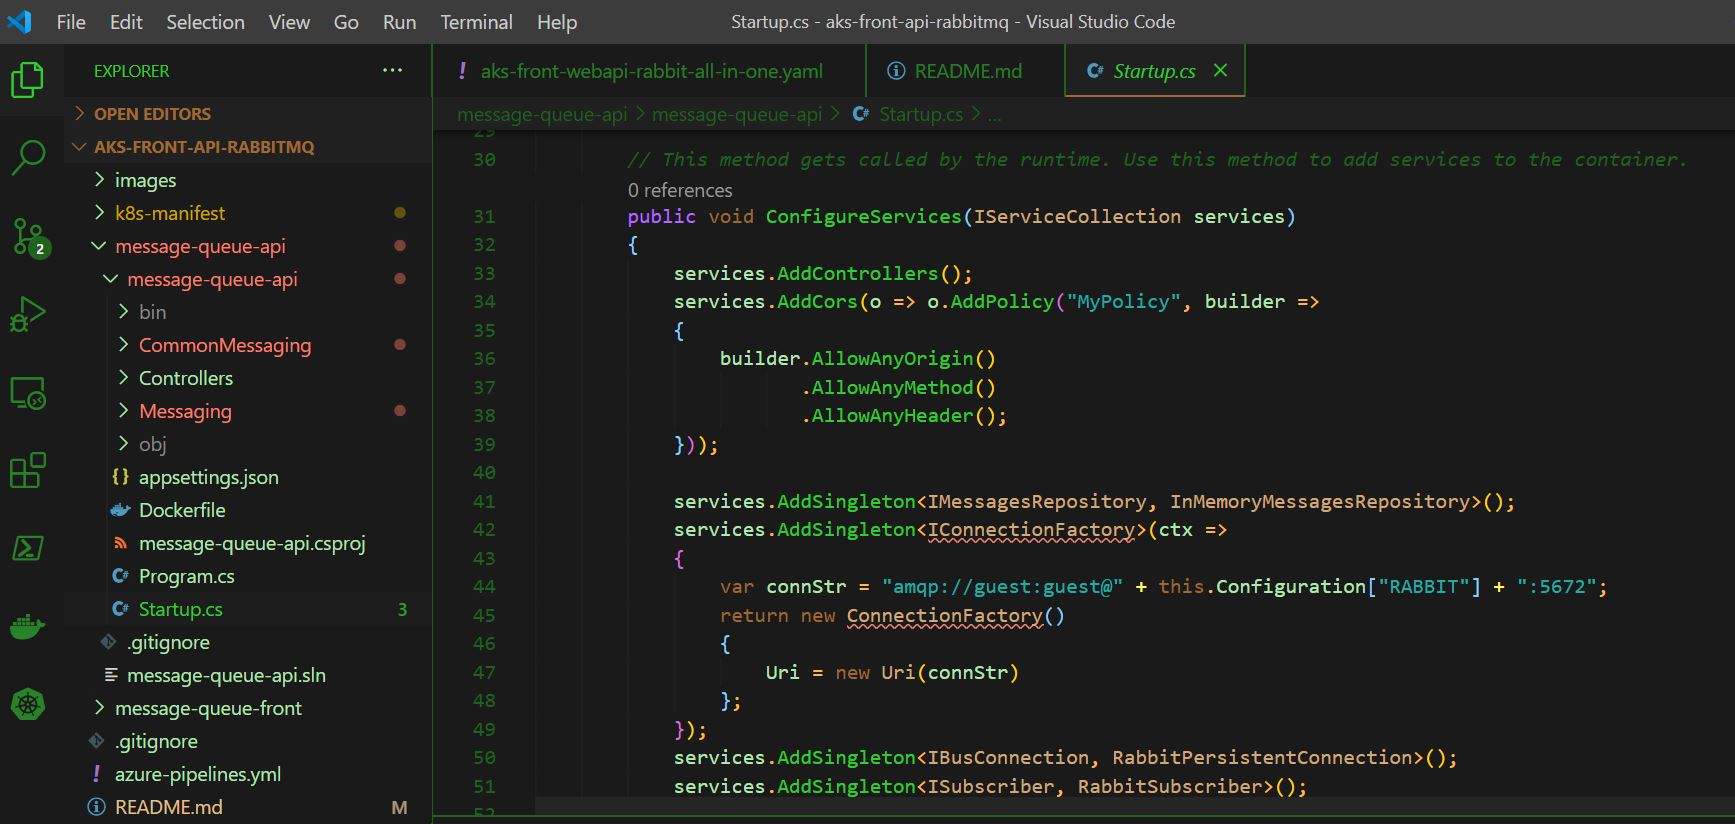 File Edit Selection View Go Run Terminal Help Startup.cs - aks-front-api-rabbitmq - Visual Studio Code
EXPLORER ...
OPEN EDITORS
AKS-FRONT-API-RABBITMQ
images
k8s-manifest
message-queue-api
message-queue-api
bin
CommonMessaging
Controllers
Messaging
obj
{} appsettings.json
Dockerfile
message-queue-api.csproj
C# Program.cs
C# Startup.cs 3
.gitignore
message-queue-api.sln
message-queue-front
.gitignore
! azure-pipelines.yml
README.md M
2
! aks-front-webapi-rabbit-all-in-one.yaml README.md C# Startup.cs
message-queue-api > message-queue-api > C# Startup.cs > ...
29
30 // This method gets called by the runtime. Use this method to add services to the container.
0 references
31 public void ConfigureServices(IServiceCollection services)
32 {
33 services.AddControllers();
34 services.AddCors(o => o.AddPolicy("MyPolicy", builder =>
35 {
36 builder.AllowAnyOrigin()
37 .AllowAnyMethod()
38 .AllowAnyHeader();
39 }));
40
41 services.AddSingleton<IMessagesRepository, InMemoryMessagesRepository>();
42 services.AddSingleton<IConnectionFactory>(ctx =>
43 {
44 var connStr = "amqp://guest:guest@" + this.Configuration["RABBIT"] + ":5672";
45 return new ConnectionFactory()
46 {
47 Uri = new Uri(connStr)
48 };
49 });
50 services.AddSingleton<IBusConnection, RabbitPersistentConnection>();
51 services.AddSingleton<ISubscriber, RabbitSubscriber>();
52